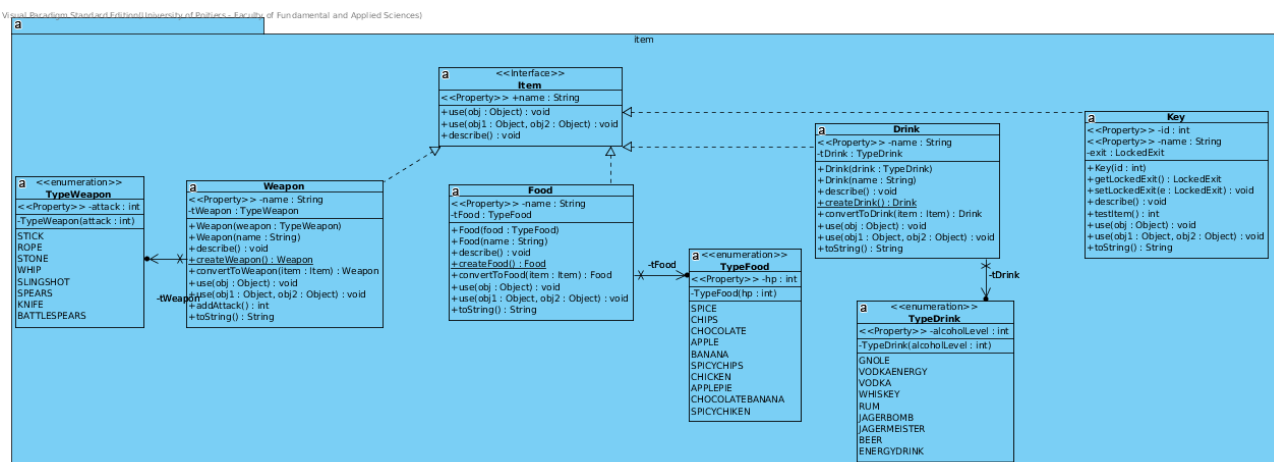 Visual Paradigm Standard Edition(University of Poitiers - Faculty of Fundamental and Applied Sciences)
a
item
a
<<Interface>>
Item
<<Property>> +name : String
+use(obj : Object) : void
+use(obj1 : Object, obj2 : Object) : void
+describe() : void
a
<<enumeration>>
TypeWeapon
<<Property>> -attack : int
-TypeWeapon(attack : int)
STICK
ROPE
STONE
WHIP
SLINGSHOT
SPEARS
KNIFE
BATTLESPEARS
-tWeapon
a
Weapon
<<Property>> -name : String
-tWeapon : TypeWeapon
+Weapon(weapon : TypeWeapon)
+Weapon(name : String)
+describe() : void
+createWeapon() : Weapon
+convertToWeapon(item : Item) : Weapon
+use(obj : Object) : void
+use(obj1 : Object, obj2 : Object) : void
+addAttack() : int
+toString() : String
a
Food
<<Property>> -name : String
-tFood : TypeFood
+Food(food : TypeFood)
+Food(name : String)
+describe() : void
+createFood() : Food
+convertToFood(item : Item) : Food
+use(obj : Object) : void
+use(obj1 : Object, obj2 : Object) : void
+toString() : String
-tFood
a
<<enumeration>>
TypeFood
<<Property>> -hp : int
-TypeFood(hp : int)
SPICE
CHIPS
CHOCOLATE
APPLE
BANANA
SPICYCHIPS
CHICKEN
APPLEPIE
CHOCOLATEBANANA
SPICYCHIKEN
a
Drink
<<Property>> -name : String
-tDrink : TypeDrink
+Drink(drink : TypeDrink)
+Drink(name : String)
+describe() : void
+createDrink() : Drink
+convertToDrink(item : Item) : Drink
+use(obj : Object) : void
+use(obj1 : Object, obj2 : Object) : void
+toString() : String
-tDrink
a
<<enumeration>>
TypeDrink
<<Property>> -alcoholLevel : int
-TypeDrink(alcoholLevel : int)
GNOLE
VODKAENERGY
VODKA
WHISKEY
RUM
JAGERBOMB
JAGERMEISTER
BEER
ENERGYDRINK
a
Key
<<Property>> -id : int
<<Property>> -name : String
-exit : LockedExit
+Key(id : int)
+getLockedExit() : LockedExit
+setLockedExit(e : LockedExit) : void
+describe() : void
+testItem() : int
+use(obj : Object) : void
+use(obj1 : Object, obj2 : Object) : void
+toString() : String